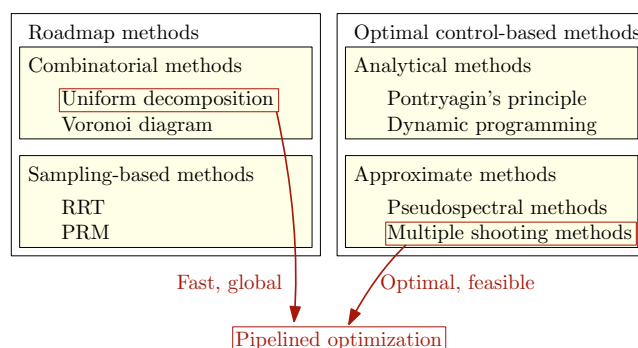 Roadmap methods
Combinatorial methods
Uniform decomposition
Voronoi diagram
Sampling-based methods
RRT
PRM
Optimal control-based methods
Analytical methods
Pontryagin's principle
Dynamic programming
Approximate methods
Pseudospectral methods
Multiple shooting methods
Fast, global
Optimal, feasible
Pipelined optimization